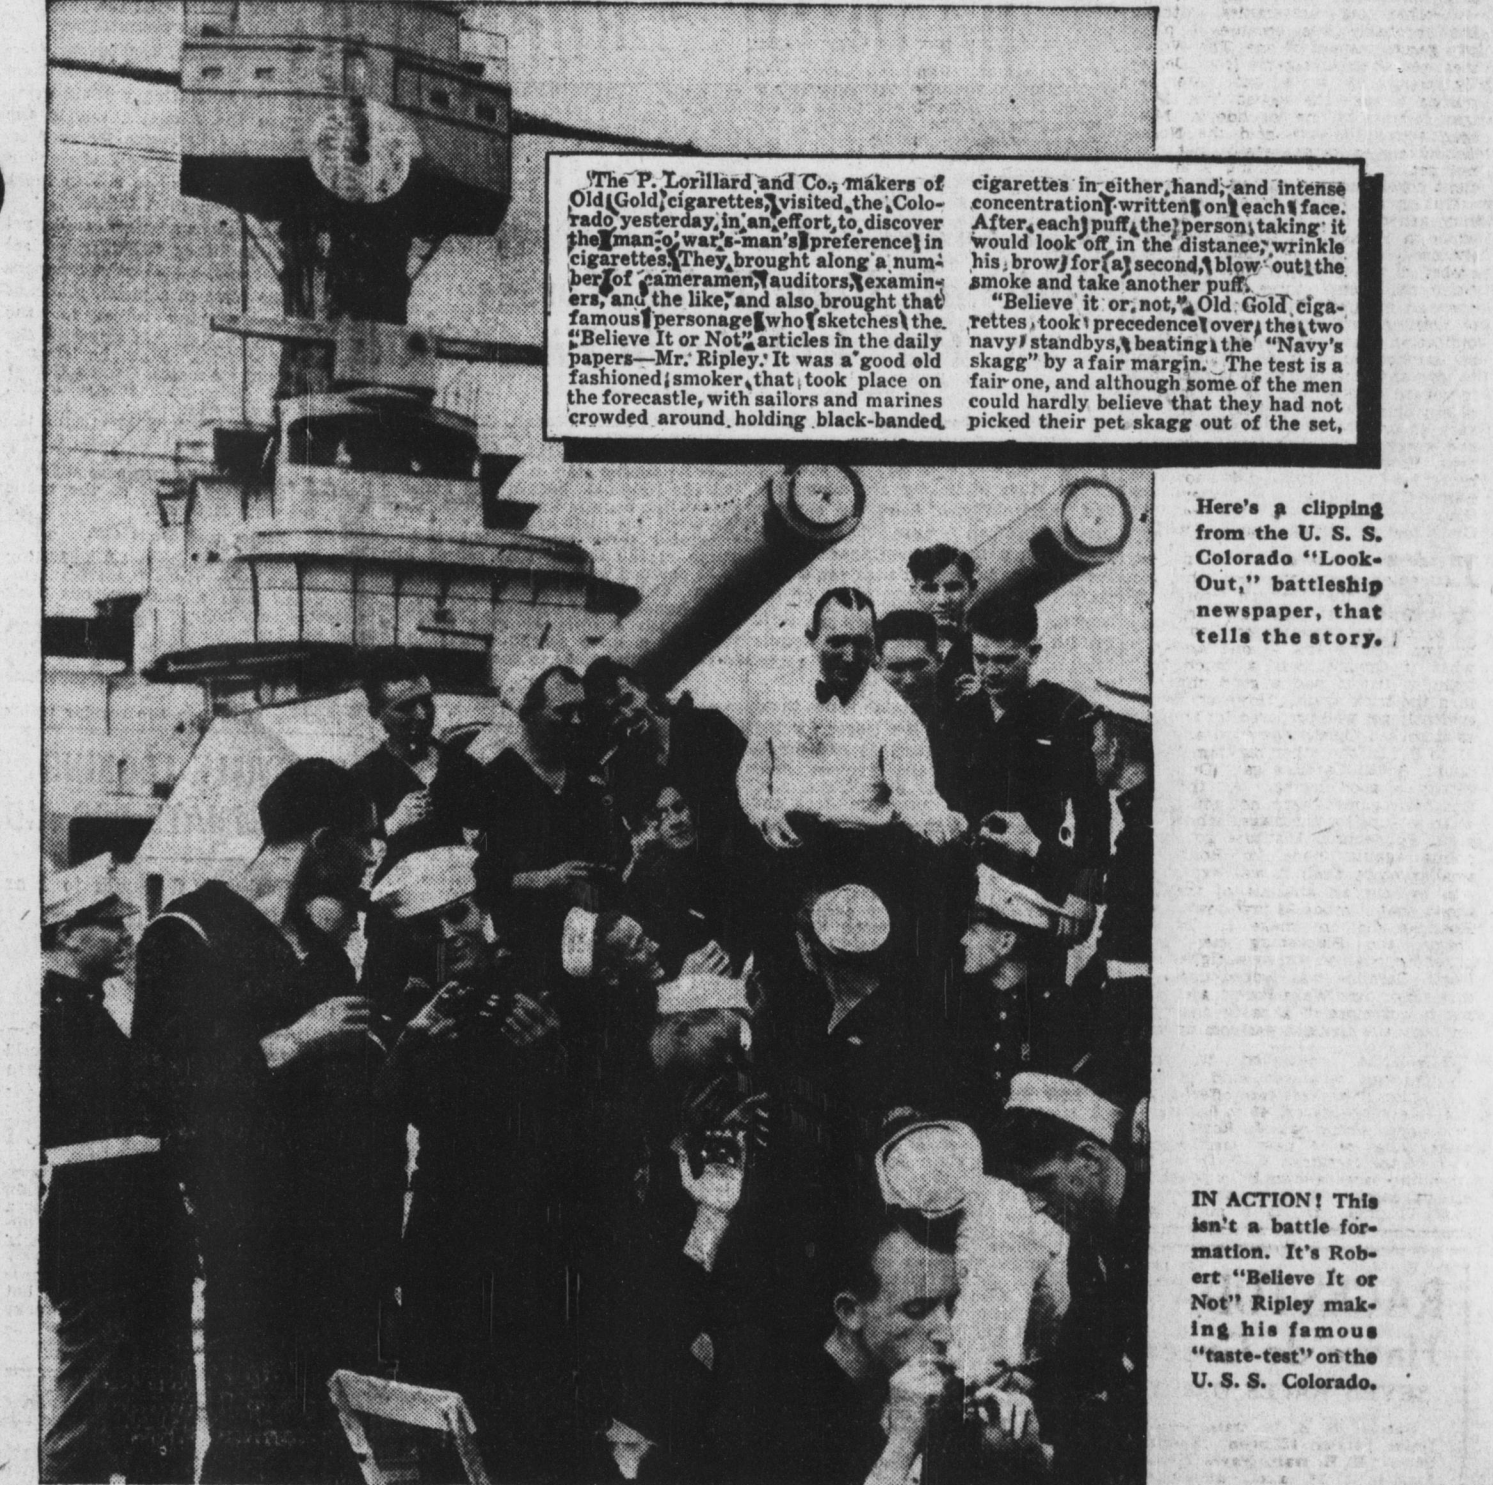 The P. Lorillard and Co., makers of
Old Gold cigarettes, visited the Colo-
rado yesterday in an effort to discover
the man-o'war's-man's preference in
cigarettes. They brought along a num-
ber of cameramen, auditors, examin-
ers, and the like, and also brought that
famous personage who sketches the
"Believe It or Not" articles in the daily
papers—Mr. Ripley. It was a good old
fashioned smoker that took place on
the forecastle, with sailors and marines
crowded around holding black-banded
cigarettes in either hand, and intense
concentration written on each face.
After each puff the person taking it
would look off in the distance, wrinkle
his brow for a second, blow out the
smoke and take another puff.
"Believe it or not," Old Gold ciga-
rettes took precedence over the two
navy standbys, beating the "Navy's
skagg" by a fair margin. The test is a
fair one, and although some of the men
could hardly believe that they had not
picked their pet skagg out of the set,
Here's a clipping
from the U. S. S.
Colorado "Look-
Out," battleship
newspaper, that
tells the story.
IN ACTION! This
isn't a battle for-
mation. It's Rob-
ert "Believe It or
Not" Ripley mak-
ing his famous
"taste-test" on the
U. S. S. Colorado.